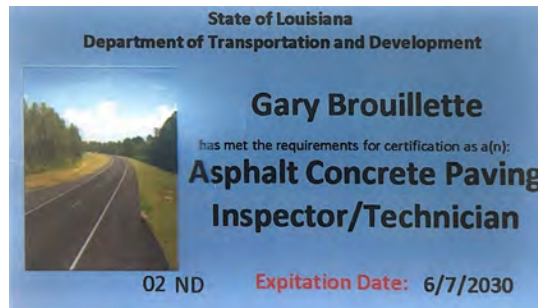 State of Louisiana
Department of Transportation and Development
Gary Brouillette
has met the requirements for certification as a(n):
Asphalt Concrete Paving
Inspector/Technician
02 ND
Expitation Date: 6/7/2030